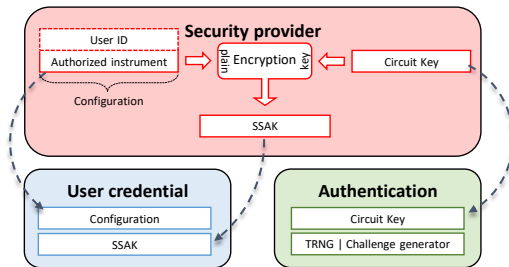 Security provider
User ID
Authorized instrument
plain
Encryption
key
Circuit Key
Configuration
SSAK
User credential
Configuration
SSAK
Authentication
Circuit Key
TRNG | Challenge generator